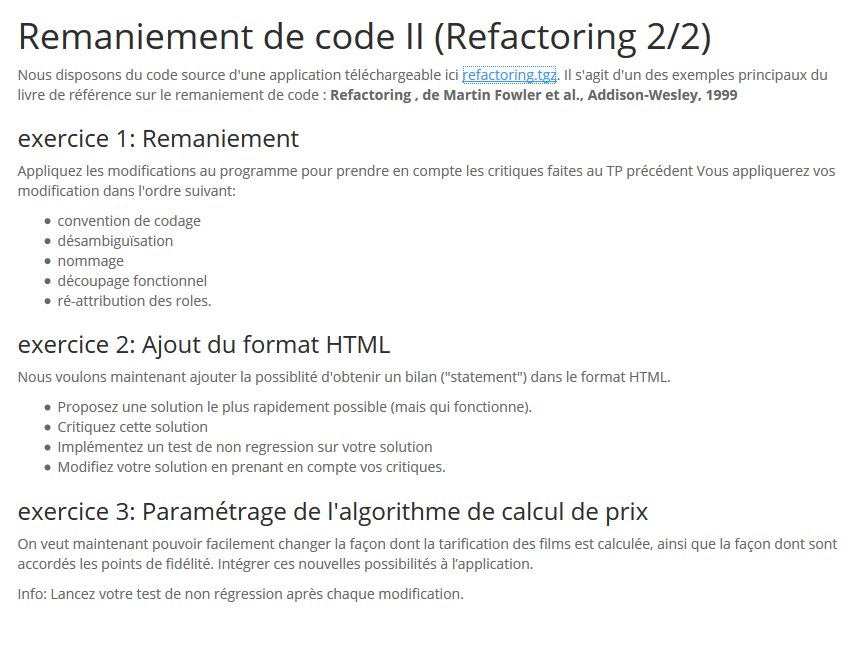 Remaniement de code II (Refactoring 2/2)
Nous disposons du code source d'une application téléchargeable ici refactoring.tgz. Il s'agit d'un des exemples principaux du
livre de référence sur le remaniement de code : Refactoring , de Martin Fowler et al., Addison-Wesley, 1999
exercice 1: Remaniement
Appliquez les modifications au programme pour prendre en compte les critiques faites au TP précédent Vous appliquerez vos
modification dans l'ordre suivant:
• convention de codage
• désambiguïsation
• nommage
• découpage fonctionnel
• ré-attribution des roles.
exercice 2: Ajout du format HTML
Nous voulons maintenant ajouter la possiblité d'obtenir un bilan ("statement") dans le format HTML.
• Proposez une solution le plus rapidement possible (mais qui fonctionne).
• Critiquez cette solution
• Implémentez un test de non regression sur votre solution
• Modifiez votre solution en prenant en compte vos critiques.
exercice 3: Paramétrage de l'algorithme de calcul de prix
On veut maintenant pouvoir facilement changer la façon dont la tarification des films est calculée, ainsi que la façon dont sont
accordés les points de fidélité. Intégrer ces nouvelles possibilités à l'application.
Info: Lancez votre test de non régression après chaque modification.